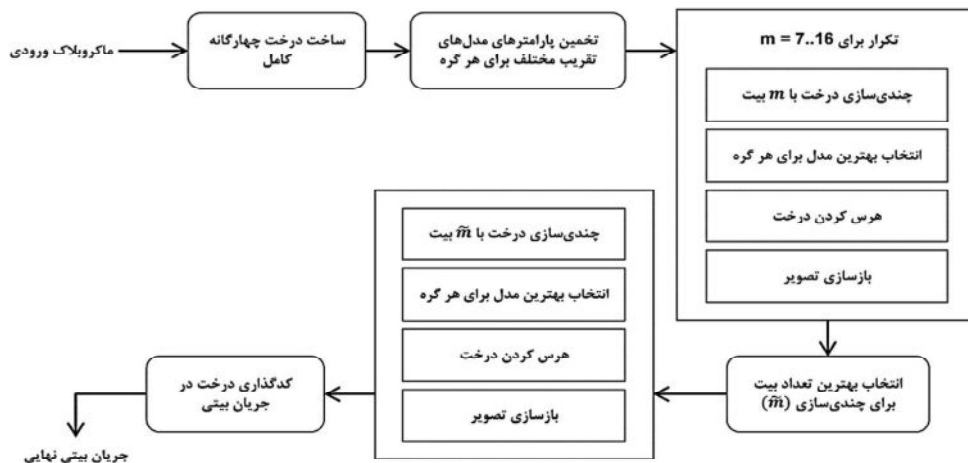 ماکروبلاک ورودی
ساخت درخت چهارگانه
کامل
تخمین پارامترهای مدل‌های
تقریب مختلف برای هر گره
تکرار برای m = 7..16
چندی‌سازی درخت با m بیت
انتخاب بهترین مدل برای هر گره
هرس کردن درخت
بازسازی تصویر
انتخاب بهترین تعداد بیت
برای چندی‌سازی (m̃)
چندی‌سازی درخت با m̃ بیت
انتخاب بهترین مدل برای هر گره
هرس کردن درخت
بازسازی تصویر
کدگذاری درخت در
جریان بیتی
جریان بیتی نهایی